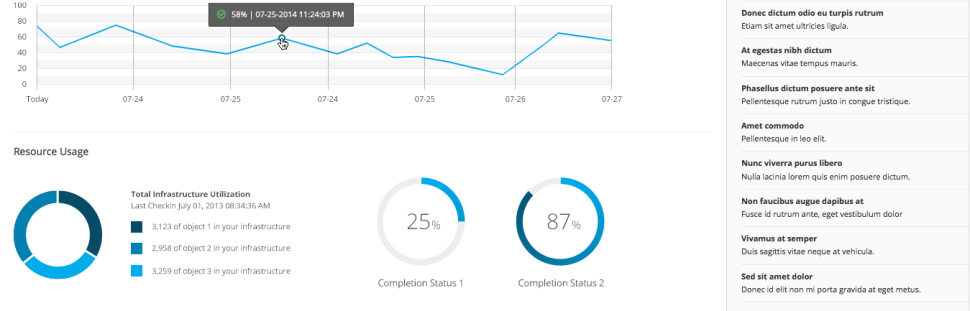 58% | 07-25-2014 11:24:03 PM
100
80
60
40
20
0
Today 07-24 07-25 07-24 07-25 07-26 07-27
Resource Usage
Total Infrastructure Utilization
Last Checkin July 01, 2013 08:34:36 AM
3,123 of object 1 in your infrastructure
2,958 of object 2 in your infrastructure
3,259 of object 3 in your infrastructure
25%
Completion Status 1
87%
Completion Status 2
Donec dictum odio eu turpis rutrum
Etiam sit amet ultricies ligula.
At egestas nibh dictum
Maecenas vitae tempus mauris.
Phasellus dictum posuere ante sit
Pellentesque rutrum justo in congue tristique.
Amet commodo
Pellentesque in leo elit.
Nunc viverra purus libero
Nulla lacinia lorem quis enim posuere dictum.
Non faucibus augue dapibus at
Fusce id rutrum ante, eget vestibulum dolor
Vivamus at semper
Duis sagittis vitae neque at vehicula.
Sed sit amet dolor
Donec id elit non mi porta gravida at eget metus.